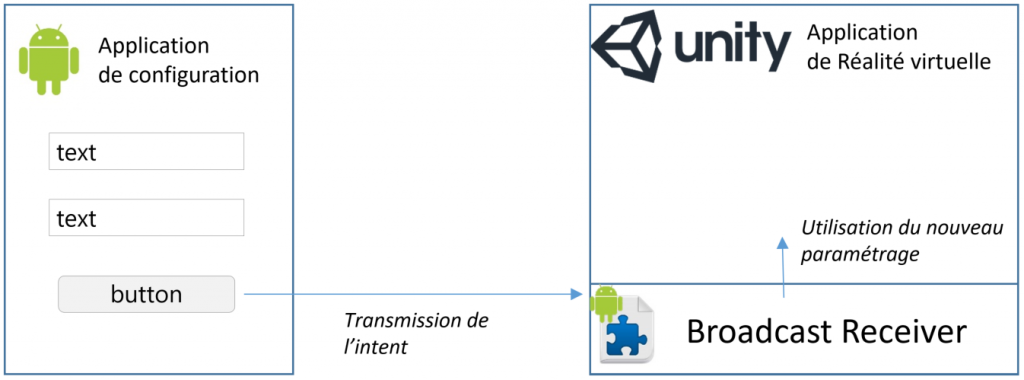 Application
de configuration
text
text
button
Transmission de
l’intent
unity
Application
de Réalité virtuelle
Utilisation du nouveau
paramétrage
Broadcast Receiver